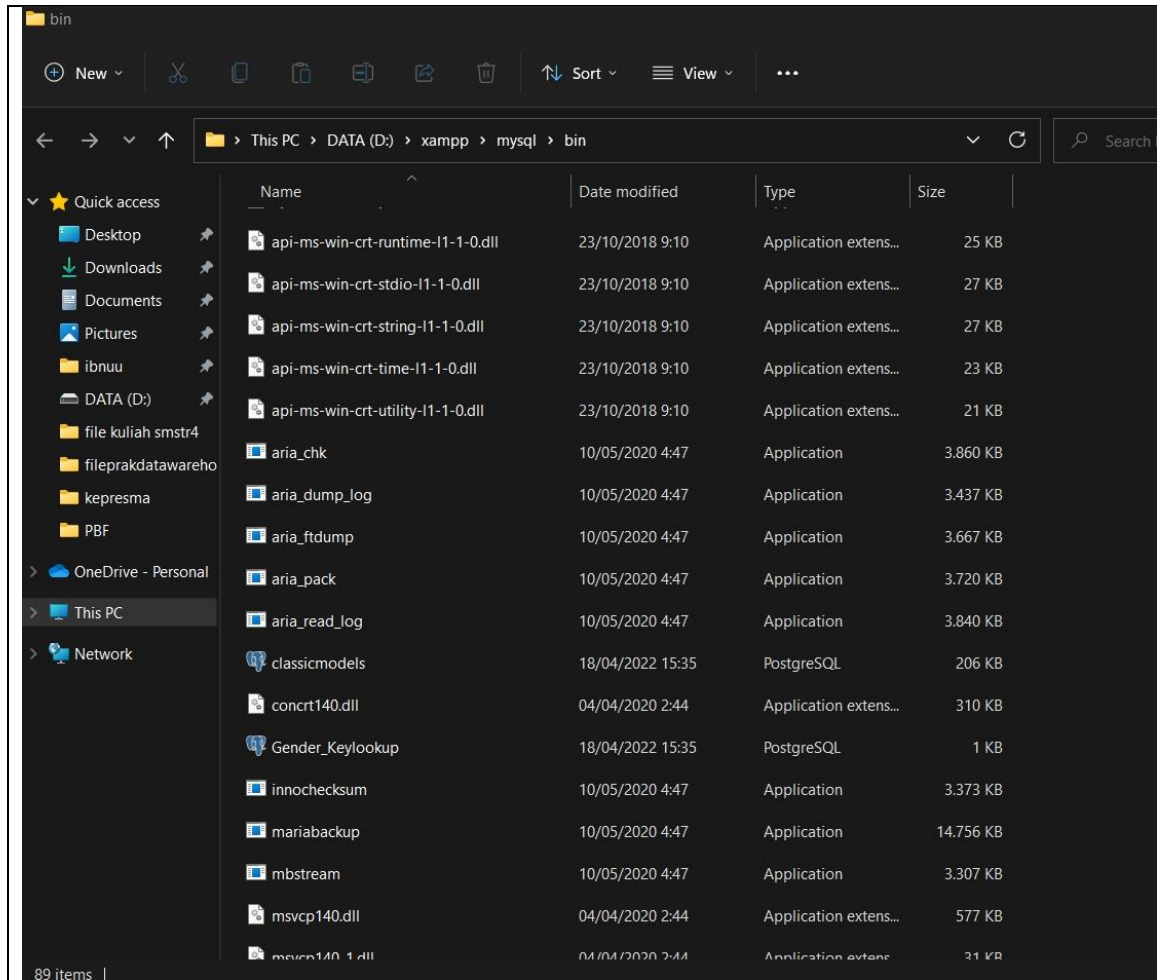 bin
New
Sort
View
This PC > DATA (D:) > xampp > mysql > bin
Search
Name Date modified Type Size
Quick access
Desktop
Downloads
Documents
Pictures
ibnuu
DATA (D:)
file kuliah smstr4
fileprakdatawareho
kepresma
PBF
OneDrive - Personal
This PC
Network
api-ms-win-crt-runtime-l1-1-0.dll 23/10/2018 9:10 Application extens... 25 KB
api-ms-win-crt-stdio-l1-1-0.dll 23/10/2018 9:10 Application extens... 27 KB
api-ms-win-crt-string-l1-1-0.dll 23/10/2018 9:10 Application extens... 27 KB
api-ms-win-crt-time-l1-1-0.dll 23/10/2018 9:10 Application extens... 23 KB
api-ms-win-crt-utility-l1-1-0.dll 23/10/2018 9:10 Application extens... 21 KB
aria_chk 10/05/2020 4:47 Application 3.860 KB
aria_dump_log 10/05/2020 4:47 Application 3.437 KB
aria_ftdump 10/05/2020 4:47 Application 3.667 KB
aria_pack 10/05/2020 4:47 Application 3.720 KB
aria_read_log 10/05/2020 4:47 Application 3.840 KB
classicmodels 18/04/2022 15:35 PostgreSQL 206 KB
concrt140.dll 04/04/2020 2:44 Application extens... 310 KB
Gender_Keylookup 18/04/2022 15:35 PostgreSQL 1 KB
innochecksum 10/05/2020 4:47 Application 3.373 KB
mariabackup 10/05/2020 4:47 Application 14.756 KB
mbstream 10/05/2020 4:47 Application 3.307 KB
msvcp140.dll 04/04/2020 2:44 Application extens... 577 KB
msvcp140_1.dll 04/04/2020 2:44 Application extens... 31 KB
89 items